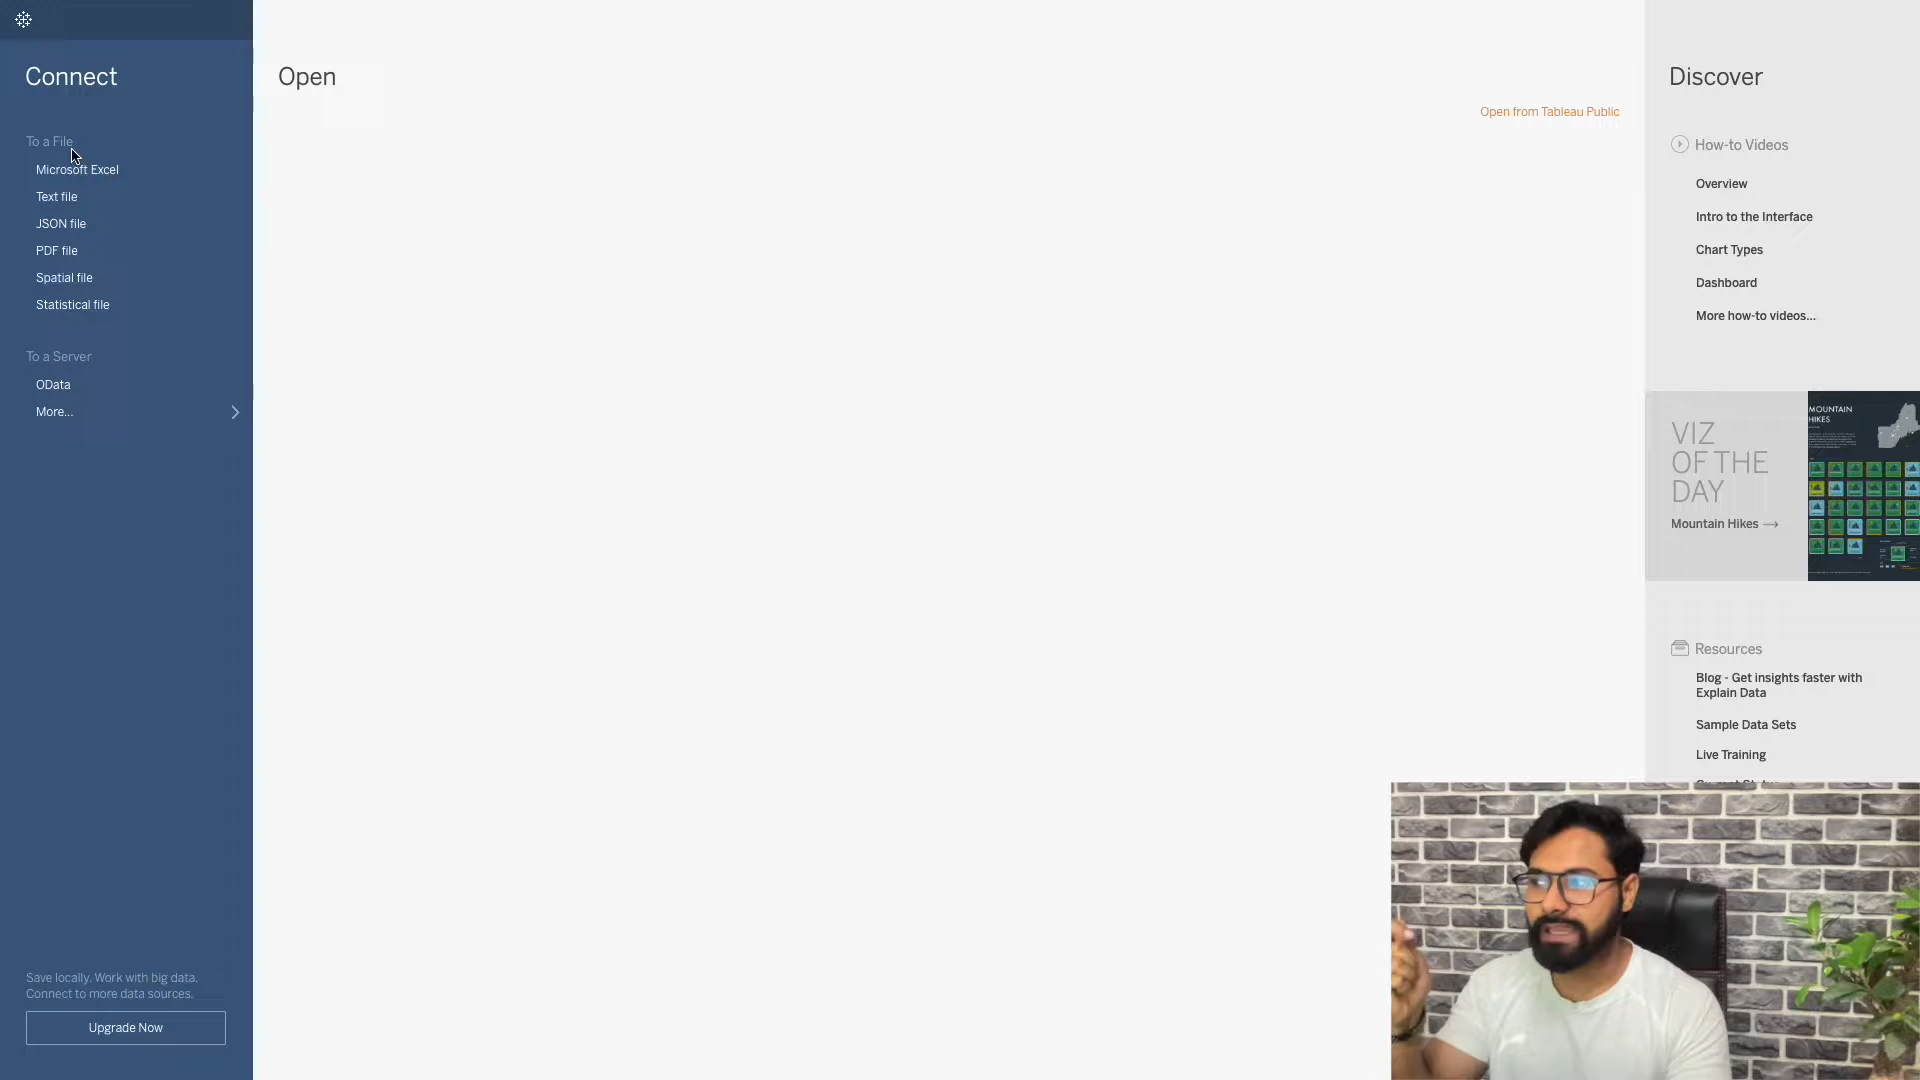 Connect
To a File
Microsoft Excel
Text file
JSON file
PDF file
Spatial file
Statistical file
To a Server
OData
More...
Save locally. Work with big data.
Connect to more data sources.
Upgrade Now
Open
Open from Tableau Public
Discover
How-to Videos
Overview
Intro to the Interface
Chart Types
Dashboard
More how-to videos...
VIZ
OF THE
DAY
Mountain Hikes →
MOUNTAIN
HIKES
Resources
Blog - Get insights faster with
Explain Data
Sample Data Sets
Live Training